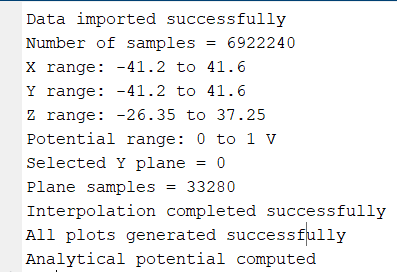 Data imported successfully
Number of samples = 6922240
X range: -41.2 to 41.6
Y range: -41.2 to 41.6
Z range: -26.35 to 37.25
Potential range: 0 to 1 V
Selected Y plane = 0
Plane samples = 33280
Interpolation completed successfully
All plots generated successfully
Analytical potential computed